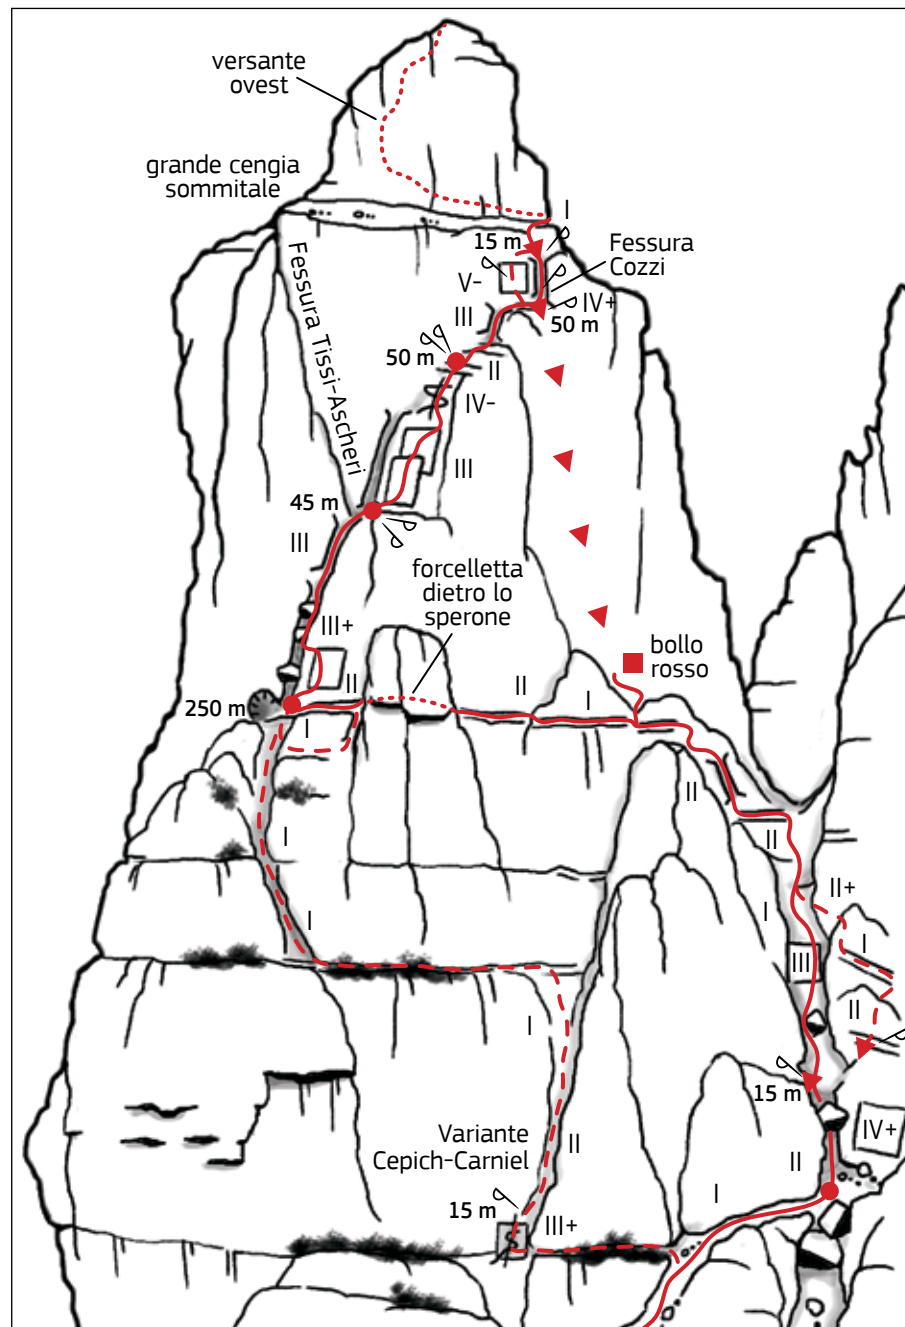 versante
ovest
grande cengia
sommitale
I
15 m
Fessura
Cozzi
Fessura Tissi-Ascheri
V-
IV+
III
50 m
50 m
II
IV-
III
45 m
III
forcelletta
dietro lo
sperone
III+
bollo
rosso
II
II
I
250 m
I
II
II
I
II+
I
I
I
III
II
I
15 m
IV+
Variante
Cepich-Carniel
II
II
I
15 m
III+